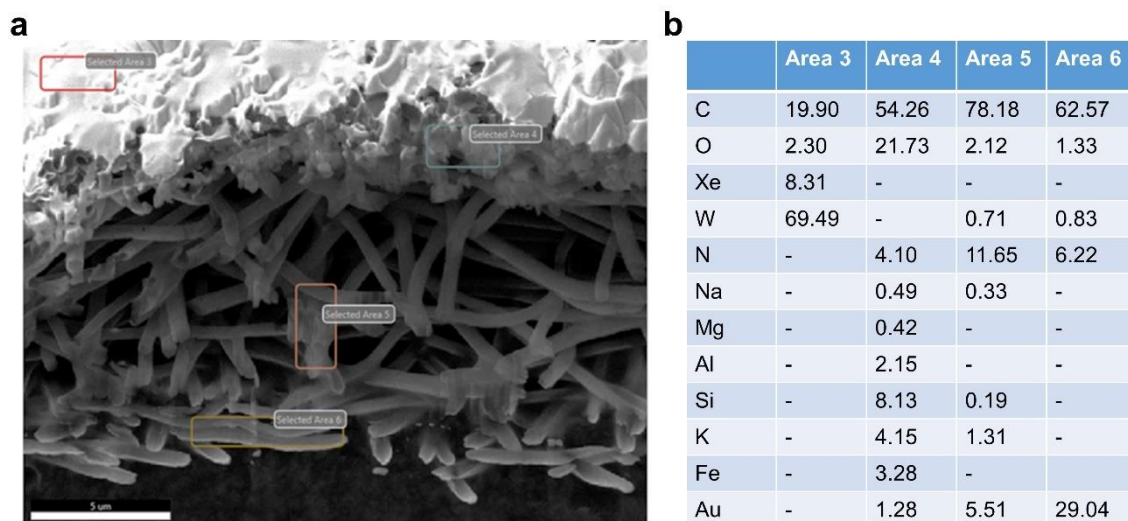 a
Selected Area 3
Selected Area 4
Selected Area 5
Selected Area 6
5 um
b
Area 3 Area 4 Area 5 Area 6
C 19.90 54.26 78.18 62.57
O 2.30 21.73 2.12 1.33
Xe 8.31 - - -
W 69.49 - 0.71 0.83
N - 4.10 11.65 6.22
Na - 0.49 0.33 -
Mg - 0.42 - -
Al - 2.15 - -
Si - 8.13 0.19 -
K - 4.15 1.31 -
Fe - 3.28 -
Au - 1.28 5.51 29.04